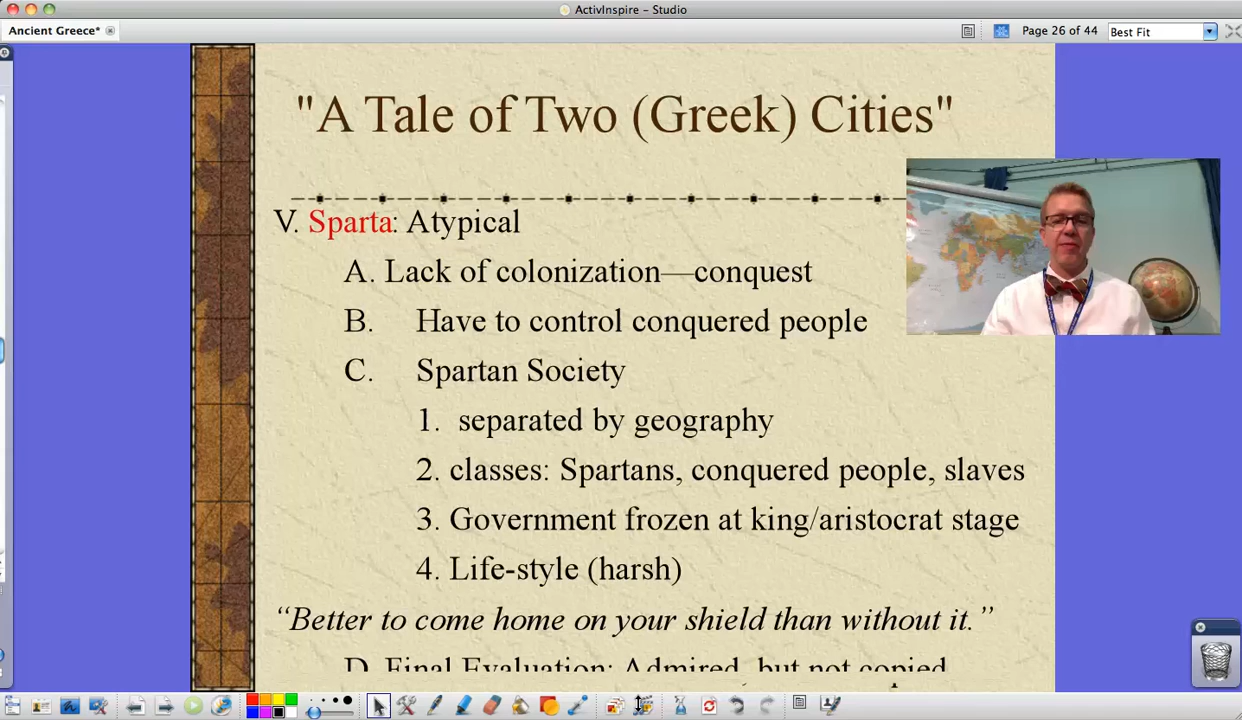 ActivInspire – Studio
Ancient Greece*
Page 26 of 44
Best Fit
"A Tale of Two (Greek) Cities"
V. Sparta: Atypical
A. Lack of colonization—conquest
B. Have to control conquered people
C. Spartan Society
1. separated by geography
2. classes: Spartans, conquered people, slaves
3. Government frozen at king/aristocrat stage
4. Life-style (harsh)
“Better to come home on your shield than without it.”
D. Final Evaluation: Admired, but not copied